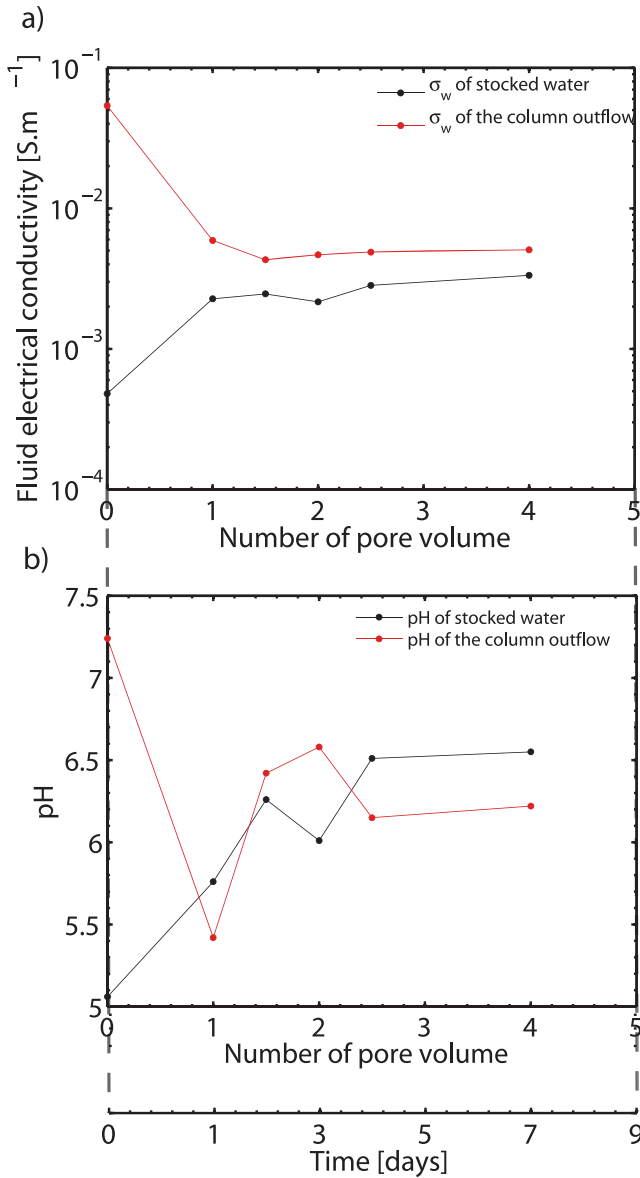 a)
Fluid electrical conductivity [S.m⁻¹]
10⁻¹
10⁻²
10⁻³
10⁻⁴
σw of stocked water
σw of the column outflow
0 1 2 3 4 5
Number of pore volume
b)
pH
7.5
7
6.5
6
5.5
5
pH of stocked water
pH of the column outflow
0 1 2 3 4 5
Number of pore volume
0 1 3 5 7 9
Time [days]